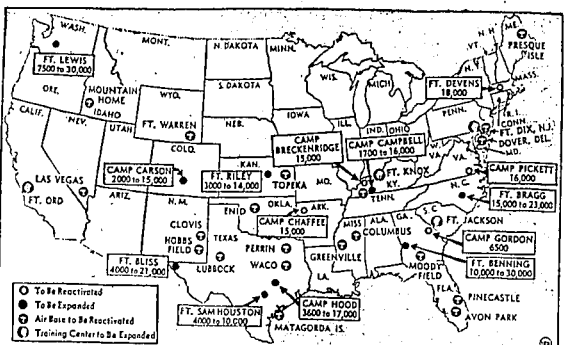 WASH.
FT. LEWIS
7500 to 30,000
MONT.
N. DAKOTA
MINN.
ORE.
MOUNTAIN
HOME
IDAHO
S. DAKOTA
WIS.
MICH.
WYO.
FT. WARREN
NEB.
IOWA
ILL.
IND.
OHIO
PENN.
N.Y.
VT.
N.H.
ME.
PRESQUE
ISLE
FT. DEVENS
18,000
MASS.
R.I.
CONN.
FT. DIX, N.J.
DOVER, DEL.
MD.
CALIF.
NEV.
UTAH
COLO.
CAMP CARSON
2000 to 15,000
KAN.
FT. RILEY
3000 to 14,000
TOPEKA
MO.
CAMP
BRECKENRIDGE
15,000
CAMP CAMPBELL
1700 to 16,000
FT. KNOX
KY.
W. VA.
VA.
CAMP PICKETT
16,000
LAS VEGAS
FT. ORD
ARIZ.
N.M.
ENID
OKLA.
ARK.
CAMP CHAFFEE
15,000
TENN.
N.C.
FT. BRAGG
15,000 to 23,000
CLOVIS
HOBBS
FIELD
TEXAS
LUBBOCK
PERRIN
WACO
LA.
GREENVILLE
MISS.
ALA.
COLUMBUS
GA.
S.C.
FT. JACKSON
CAMP GORDON
6500
FT. BENNING
10,000 to 30,000
FT. BLISS
4000 to 21,000
FT. SAM HOUSTON
4000 to 10,000
CAMP HOOD
3600 to 17,000
MATAGORDA IS.
MOODY
FIELD
FLA.
PINECASTLE
AVON PARK
To Be Reactivated
To Be Expanded
Air Base to Be Reactivated
Training Center to Be Expanded